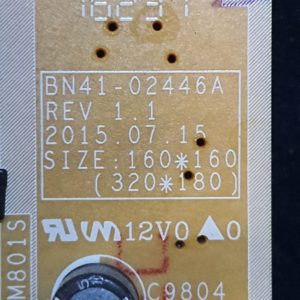 BN41-02446A
REV 1.1
2015.07.15
SIZE:160*160
(320*180)
12V0 ▲0
M801S
C9804